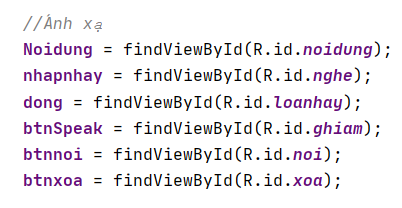 //Ánh xạ
Noidung = findViewById(R.id.noidung);
nhapnhay = findViewById(R.id.nghe);
dong = findViewById(R.id.loanhay);
btnSpeak = findViewById(R.id.ghiam);
btnnoi = findViewById(R.id.noi);
btnxoa = findViewById(R.id.xoa);